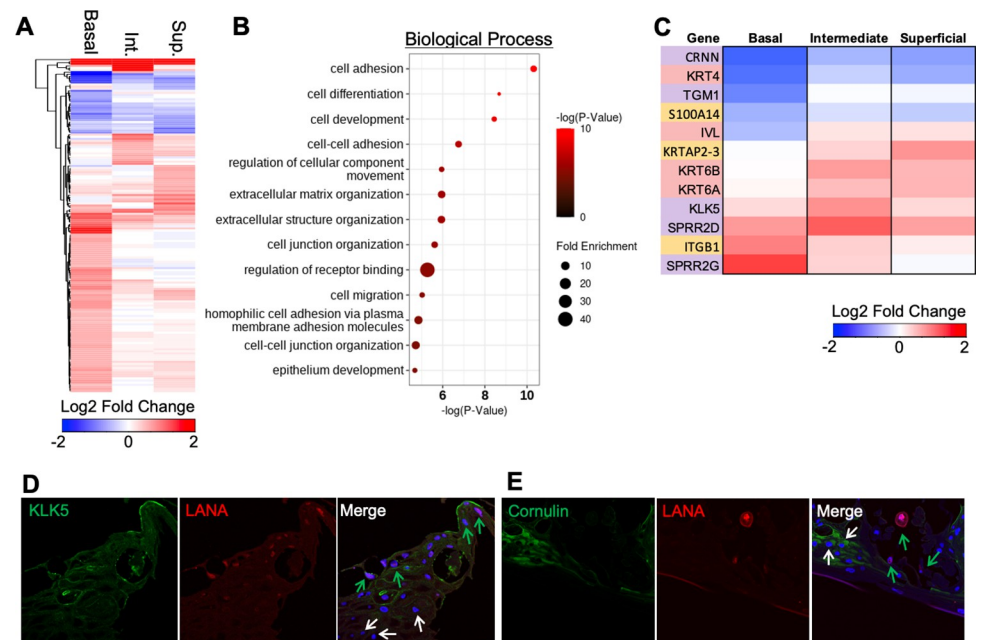 A
Basal
Int.
Sup.
Log2 Fold Change
-2
0
2
B
Biological Process
cell adhesion
cell differentiation
cell development
cell-cell adhesion
regulation of cellular component
movement
extracellular matrix organization
extracellular structure organization
cell junction organization
regulation of receptor binding
cell migration
homophilic cell adhesion via plasma
membrane adhesion molecules
cell-cell junction organization
epithelium development
6
8
10
-log(P-Value)
-log(P-Value)
10
0
Fold Enrichment
10
20
30
40
C
Gene Basal Intermediate Superficial
CRNN
KRT4
TGM1
S100A14
IVL
KRTAP2-3
KRT6B
KRT6A
KLK5
SPRR2D
ITGB1
SPRR2G
Log2 Fold Change
-2
0
2
D
KLK5
LANA
Merge
E
Cornulin
LANA
Merge